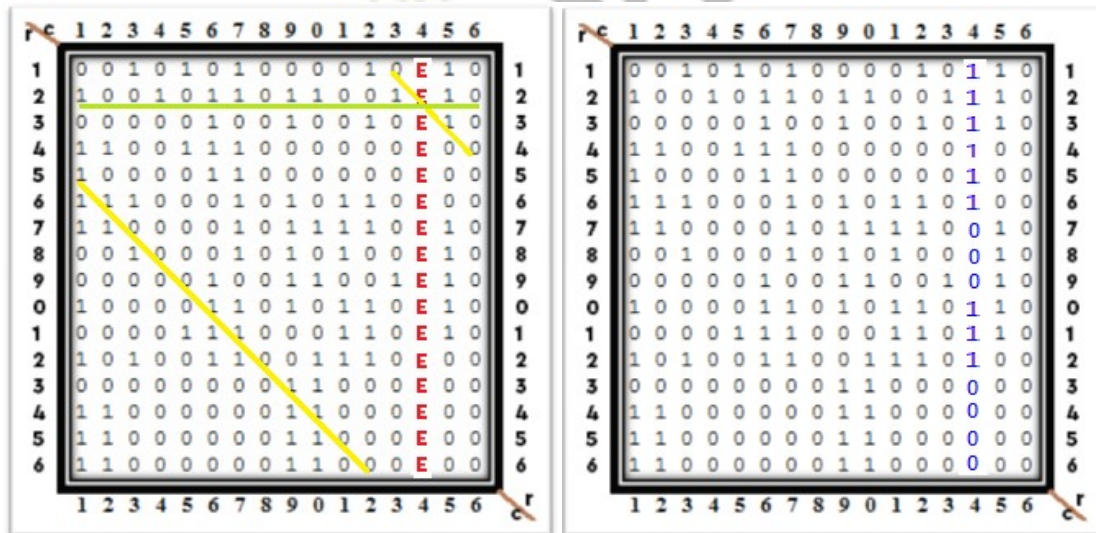 r c 1 2 3 4 5 6 7 8 9 0 1 2 3 4 5 6
1 0 0 1 0 1 0 1 0 0 0 0 1 0 E 1 0 1
2 1 0 0 1 0 1 1 0 1 1 0 0 1 E 1 0 2
3 0 0 0 0 0 1 0 0 1 0 0 1 0 E 1 0 3
4 1 1 0 0 1 1 1 0 0 0 0 0 0 E 0 0 4
5 1 0 0 0 0 1 1 0 0 0 0 0 0 E 0 0 5
6 1 1 1 0 0 0 1 0 1 0 1 1 0 E 0 0 6
7 1 1 0 0 0 0 1 0 1 1 1 1 0 E 1 0 7
8 0 0 1 0 0 0 1 0 0 1 0 1 0 E 1 0 8
9 0 0 0 0 0 1 0 0 1 1 0 0 1 E 1 0 9
0 1 0 0 0 0 1 1 0 1 0 1 1 0 E 1 0 0
1 0 0 0 0 1 1 1 0 0 0 1 1 0 E 1 0 1
2 1 0 1 0 0 1 1 0 0 1 1 1 0 E 0 0 2
3 0 0 0 0 0 0 0 0 1 1 0 0 0 E 0 0 3
4 1 1 0 0 0 0 0 0 1 1 0 0 0 E 0 0 4
5 1 1 0 0 0 0 0 0 1 1 0 0 0 E 0 0 5
6 1 1 0 0 0 0 0 0 1 1 0 0 0 E 0 0 6
1 2 3 4 5 6 7 8 9 0 1 2 3 4 5 6 c r
r c 1 2 3 4 5 6 7 8 9 0 1 2 3 4 5 6
1 0 0 1 0 1 0 1 0 0 0 0 1 0 1 1 0 1
2 1 0 0 1 0 1 1 0 1 1 0 0 1 1 1 0 2
3 0 0 0 0 0 1 0 0 1 0 0 1 0 1 1 0 3
4 1 1 0 0 1 1 1 0 0 0 0 0 0 1 0 0 4
5 1 0 0 0 0 1 1 0 0 0 0 0 0 1 0 0 5
6 1 1 1 0 0 0 1 0 1 0 1 1 0 1 0 0 6
7 1 1 0 0 0 0 1 0 1 1 1 1 0 0 1 0 7
8 0 0 1 0 0 0 1 0 0 1 0 1 0 0 1 0 8
9 0 0 0 0 0 1 0 0 1 1 0 0 1 0 1 0 9
0 1 0 0 0 0 1 1 0 1 0 1 1 0 1 1 0 0
1 0 0 0 0 1 1 1 0 0 0 1 1 0 1 1 0 1
2 1 0 1 0 0 1 1 0 0 1 1 1 0 1 0 0 2
3 0 0 0 0 0 0 0 0 1 1 0 0 0 0 0 0 3
4 1 1 0 0 0 0 0 0 1 1 0 0 0 0 0 0 4
5 1 1 0 0 0 0 0 0 1 1 0 0 0 0 0 0 5
6 1 1 0 0 0 0 0 0 1 1 0 0 0 0 0 0 6
1 2 3 4 5 6 7 8 9 0 1 2 3 4 5 6 c r